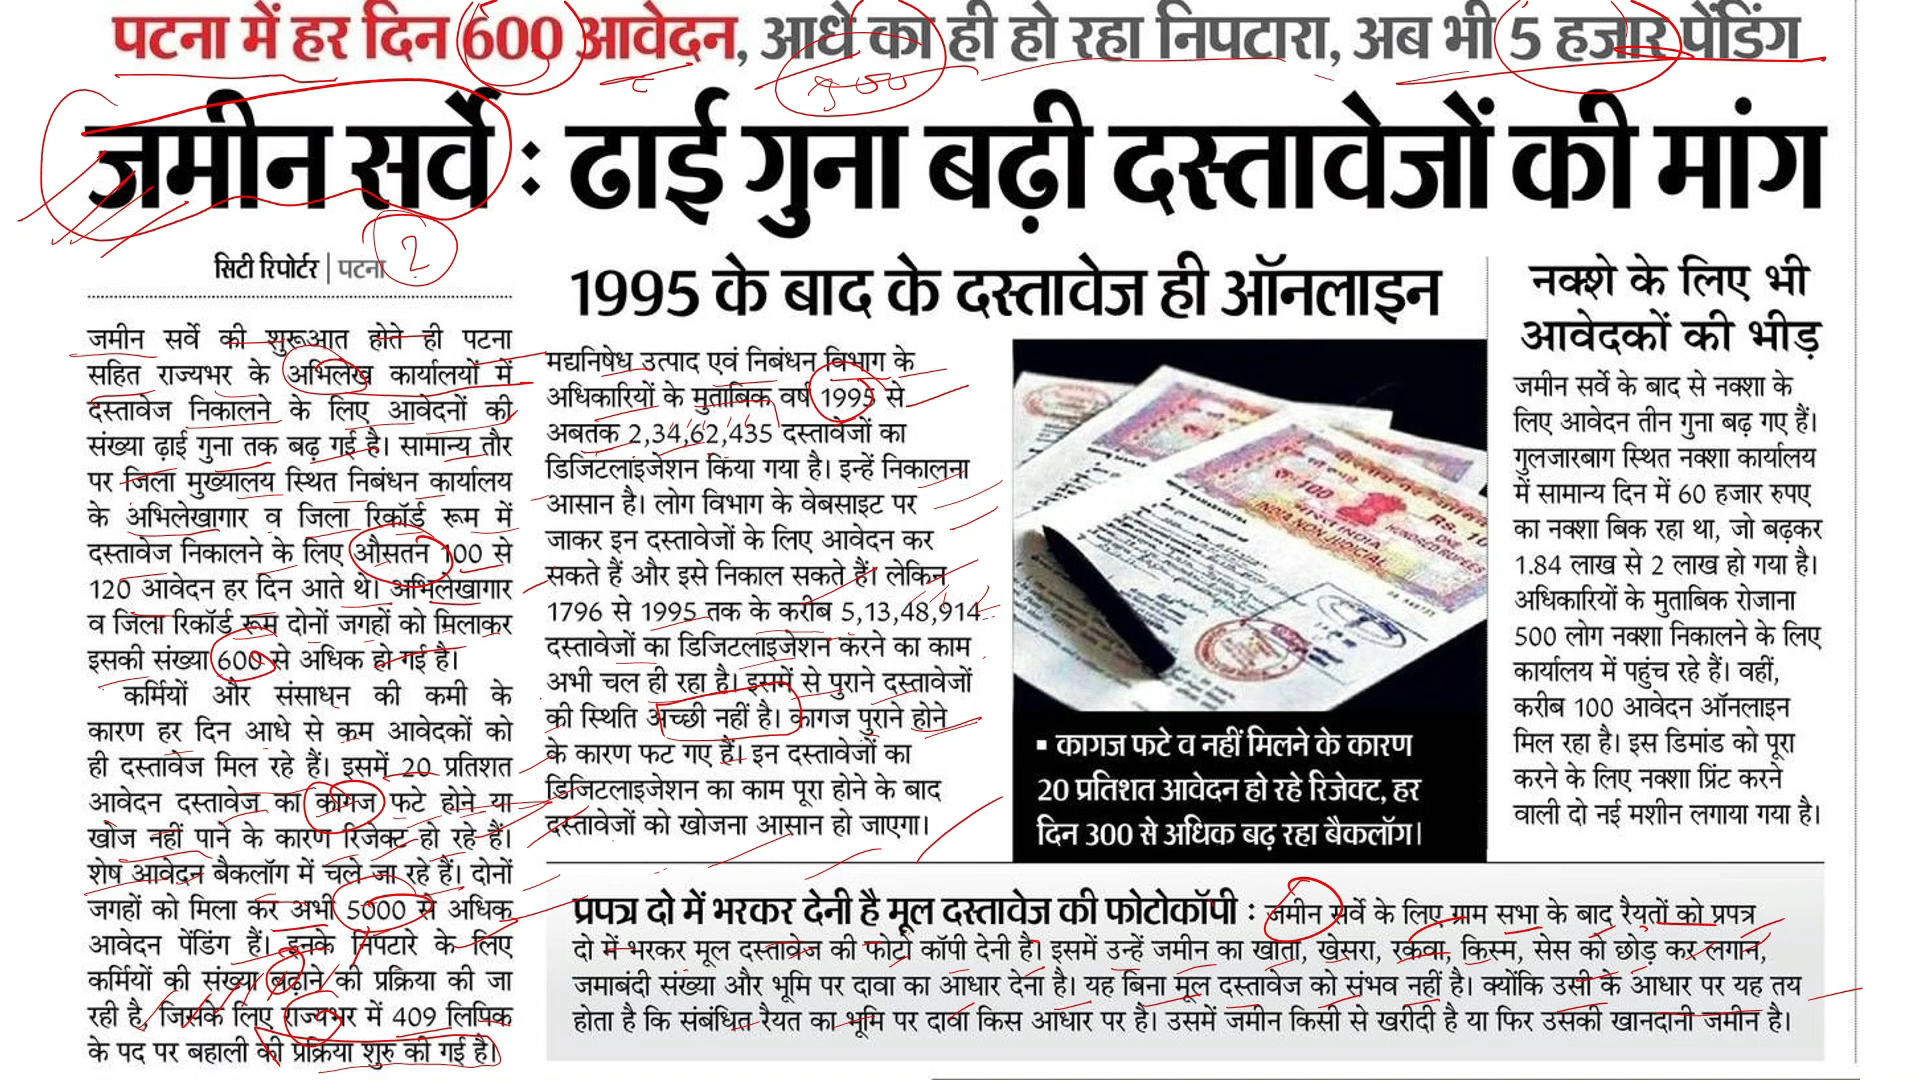 पटना में हर दिन 600 आवेदन, आधे का ही हो रहा निपटारा, अब भी 5 हजार पेंडिंग
जमीन सर्वे : ढाई गुना बढ़ी दस्तावेजों की मांग
2
सिटी रिपोर्टर | पटना
जमीन सर्वे की शुरूआत होते ही पटना
सहित राज्यभर के अभिलेख कार्यालयों में
दस्तावेज निकालने के लिए आवेदनों की
संख्या ढ़ाई गुना तक बढ़ गई है। सामान्य तौर
पर जिला मुख्यालय स्थित निबंधन कार्यालय
के अभिलेखागार व जिला रिकॉर्ड रूम में
दस्तावेज निकालने के लिए औसतन 100 से
120 आवेदन हर दिन आते थे। अभिलेखागार
व जिला रिकॉर्ड रूम दोनों जगहों को मिलाकर
इसकी संख्या 600 से अधिक हो गई है।
कर्मियों और संसाधन की कमी के
कारण हर दिन आधे से कम आवेदकों को
ही दस्तावेज मिल रहे हैं। इसमें 20 प्रतिशत
आवेदन दस्तावेज का कागज फटे होने या
खोज नहीं पाने के कारण रिजेक्ट हो रहे हैं।
शेष आवेदन बैकलॉग में चले जा रहे हैं। दोनों
जगहों को मिला कर अभी 5000 से अधिक
आवेदन पेंडिंग हैं। इनके निपटारे के लिए
कर्मियों की संख्या बढ़ाने की प्रक्रिया की जा
रही है, जिसके लिए राज्यभर में 409 लिपिक
के पद पर बहाली की प्रक्रिया शुरु की गई है।
1995 के बाद के दस्तावेज ही ऑनलाइन
मद्यनिषेध उत्पाद एवं निबंधन विभाग के
अधिकारियों के मुताबिक वर्ष 1995 से
अबतक 2,34,62,435 दस्तावेजों का
डिजिटलाइजेशन किया गया है। इन्हें निकालना
आसान है। लोग विभाग के वेबसाइट पर
जाकर इन दस्तावेजों के लिए आवेदन कर
सकते हैं और इसे निकाल सकते हैं। लेकिन
1796 से 1995 तक के करीब 5,13,48,914
दस्तावेजों का डिजिटलाइजेशन करने का काम
अभी चल ही रहा है। इसमें से पुराने दस्तावेजों
की स्थिति अच्छी नहीं है। कागज पुराने होने
के कारण फट गए हैं। इन दस्तावेजों का
डिजिटलाइजेशन का काम पूरा होने के बाद
दस्तावेजों को खोजना आसान हो जाएगा।
▪ कागज फटे व नहीं मिलने के कारण
20 प्रतिशत आवेदन हो रहे रिजेक्ट, हर
दिन 300 से अधिक बढ़ रहा बैकलॉग।
नक्शे के लिए भी
आवेदकों की भीड़
जमीन सर्वे के बाद से नक्शा के
लिए आवेदन तीन गुना बढ़ गए हैं।
गुलजारबाग स्थित नक्शा कार्यालय
में सामान्य दिन में 60 हजार रुपए
का नक्शा बिक रहा था, जो बढ़कर
1.84 लाख से 2 लाख हो गया है।
अधिकारियों के मुताबिक रोजाना
500 लोग नक्शा निकालने के लिए
कार्यालय में पहुंच रहे हैं। वहीं,
करीब 100 आवेदन ऑनलाइन
मिल रहा है। इस डिमांड को पूरा
करने के लिए नक्शा प्रिंट करने
वाली दो नई मशीन लगाया गया है।
प्रपत्र दो में भरकर देनी है मूल दस्तावेज की फोटोकॉपी : जमीन सर्वे के लिए ग्राम सभा के बाद रैयतों को प्रपत्र
दो में भरकर मूल दस्तावेज की फोटो कॉपी देनी है। इसमें उन्हें जमीन का खाता, खेसरा, रकवा, किस्म, सेस को छोड़ कर लगान,
जमाबंदी संख्या और भूमि पर दावा का आधार देना है। यह बिना मूल दस्तावेज को संभव नहीं है। क्योंकि उसी के आधार पर यह तय
होता है कि संबंधित रैयत का भूमि पर दावा किस आधार पर है। उसमें जमीन किसी से खरीदी है या फिर उसकी खानदानी जमीन है।